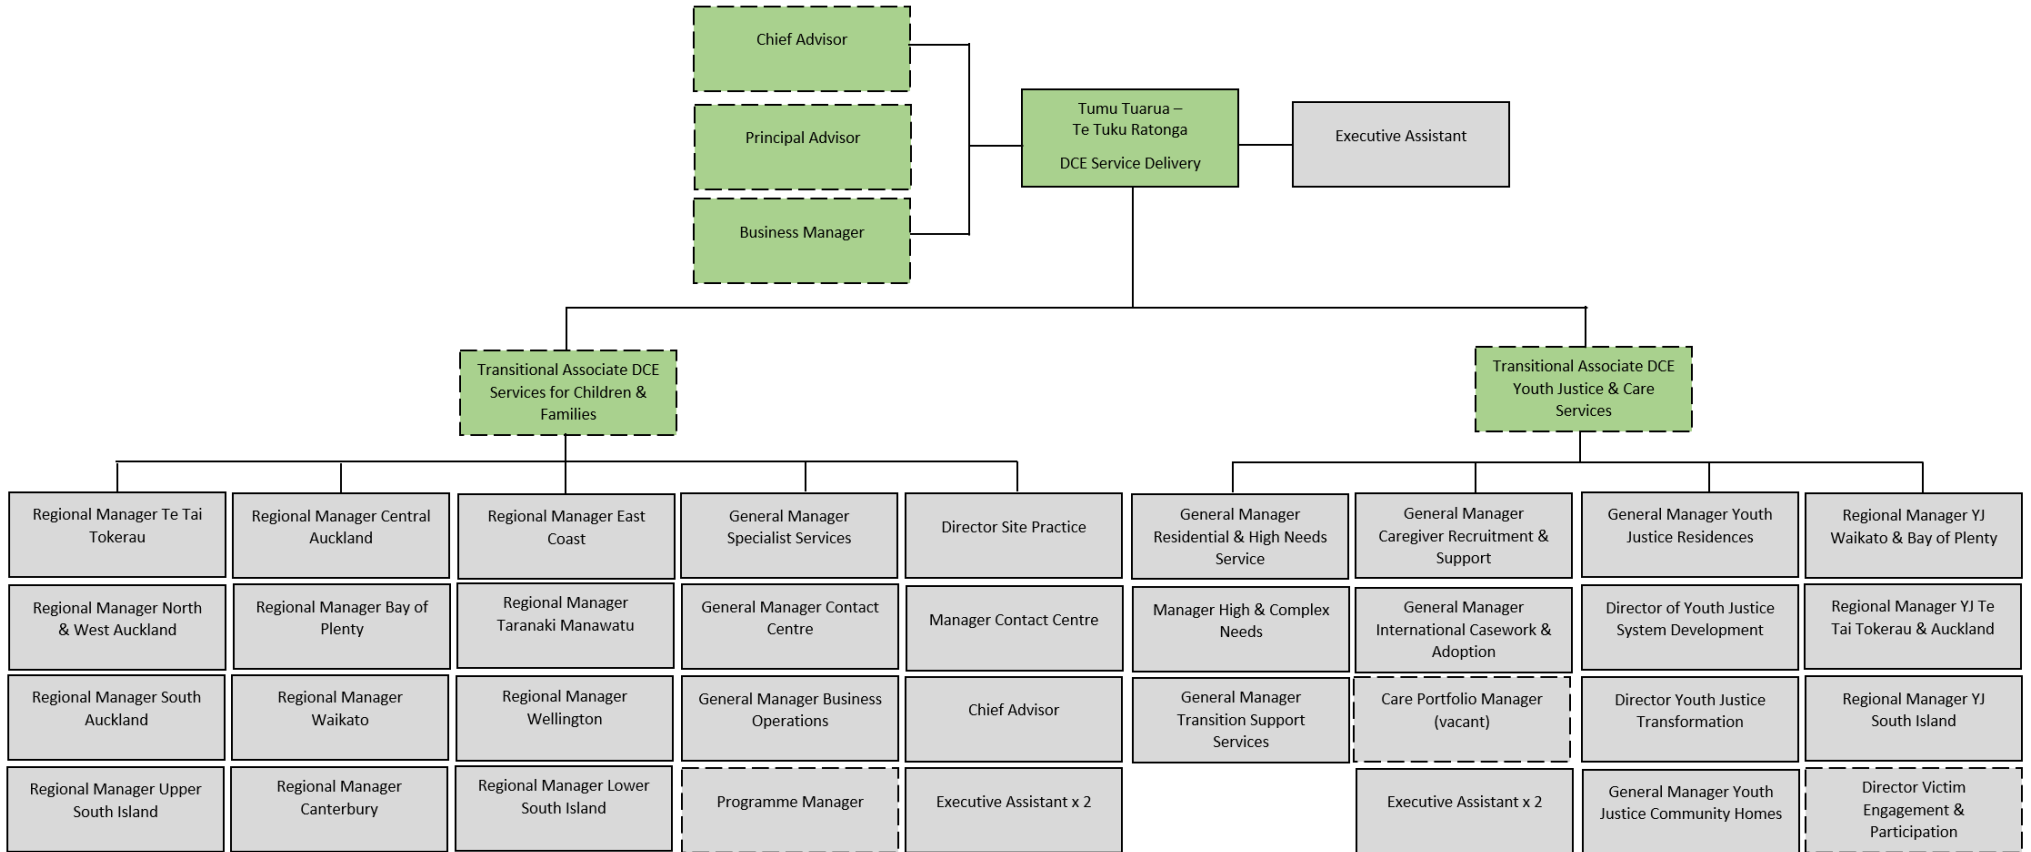 Chief Advisor
Principal Advisor
Business Manager
Tumu Tuarua –
Te Tuku Ratonga
DCE Service Delivery
Executive Assistant
Transitional Associate DCE
Services for Children &
Families
Transitional Associate DCE
Youth Justice & Care
Services
Regional Manager Te Tai
Tokerau
Regional Manager Central
Auckland
Regional Manager East
Coast
General Manager
Specialist Services
Director Site Practice
General Manager
Residential & High Needs
Service
General Manager
Caregiver Recruitment &
Support
General Manager Youth
Justice Residences
Regional Manager YJ
Waikato & Bay of Plenty
Regional Manager North
& West Auckland
Regional Manager Bay of
Plenty
Regional Manager
Taranaki Manawatu
General Manager Contact
Centre
Manager Contact Centre
Manager High & Complex
Needs
General Manager
International Casework &
Adoption
Director of Youth Justice
System Development
Regional Manager YJ Te
Tai Tokerau & Auckland
Regional Manager South
Auckland
Regional Manager
Waikato
Regional Manager
Wellington
General Manager Business
Operations
Chief Advisor
General Manager
Transition Support
Services
Care Portfolio Manager
(vacant)
Director Youth Justice
Transformation
Regional Manager YJ
South Island
Regional Manager Upper
South Island
Regional Manager
Canterbury
Regional Manager Lower
South Island
Programme Manager
Executive Assistant x 2
Executive Assistant x 2
General Manager Youth
Justice Community Homes
Director Victim
Engagement &
Participation